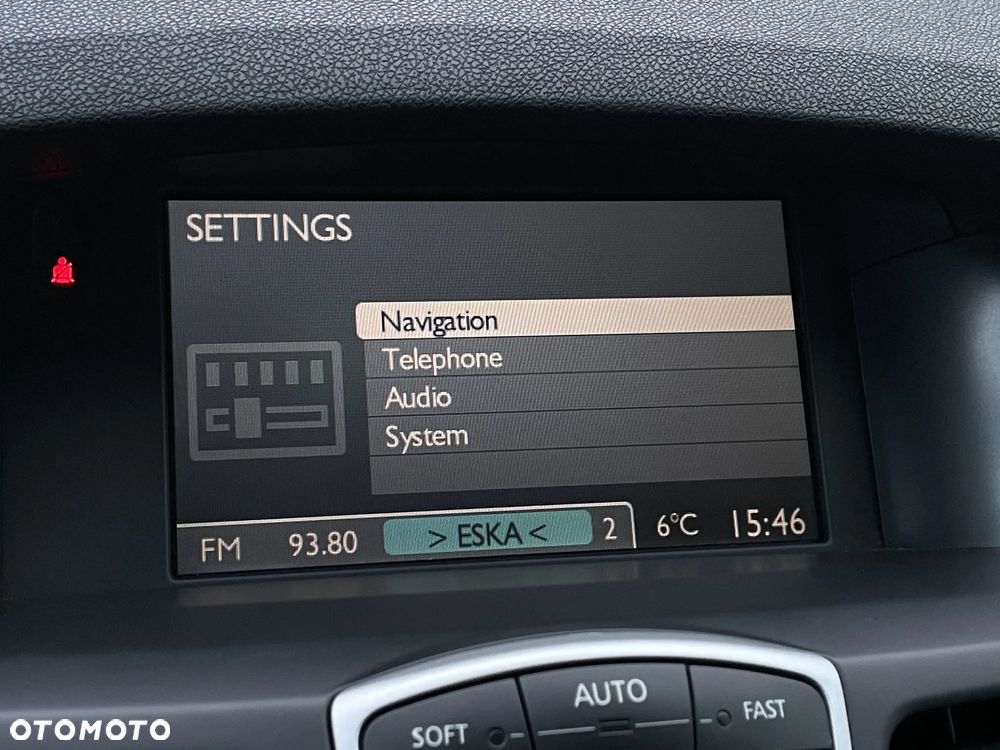 SETTINGS
Navigation
Telephone
Audio
System
FM 93.80 > ESKA < 2 6°C 15:46
SOFT AUTO FAST
OTOMOTO